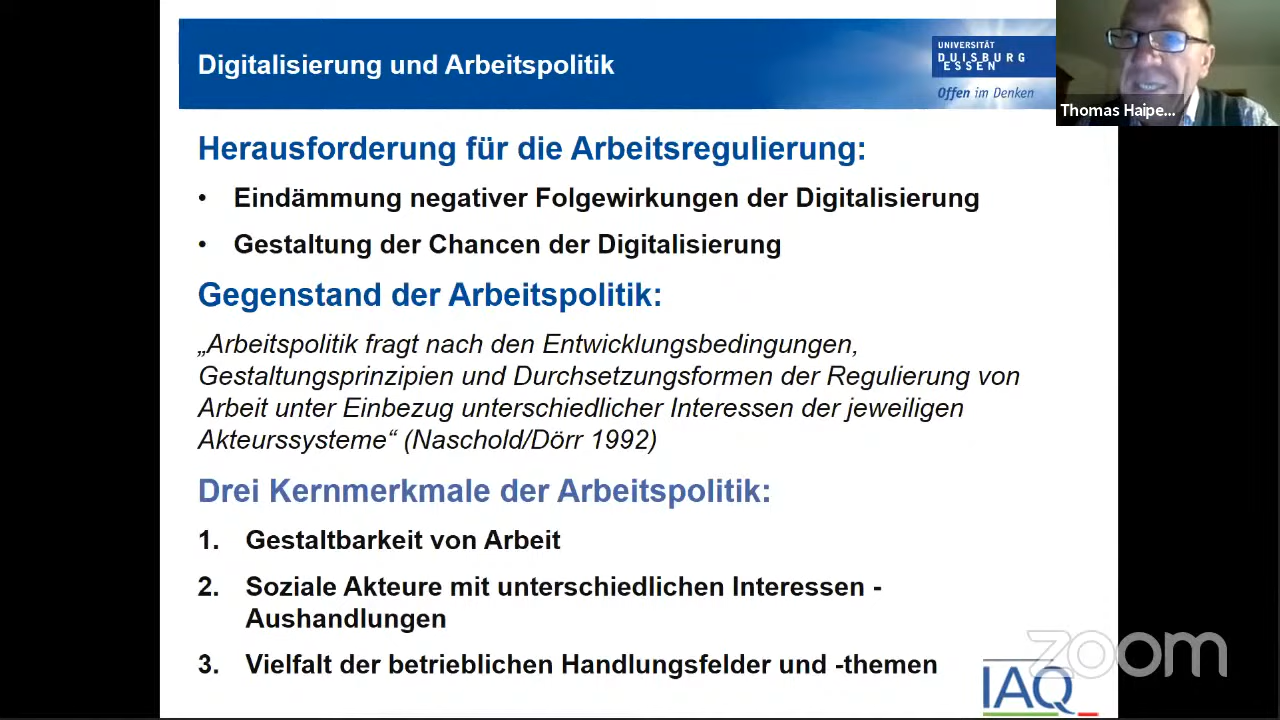 Digitalisierung und Arbeitspolitik
UNIVERSITÄT
DUISBURG
ESSEN
Offen im Denken
Thomas Haipe...
Herausforderung für die Arbeitsregulierung:
• Eindämmung negativer Folgewirkungen der Digitalisierung
• Gestaltung der Chancen der Digitalisierung
Gegenstand der Arbeitspolitik:
„Arbeitspolitik fragt nach den Entwicklungsbedingungen,
Gestaltungsprinzipien und Durchsetzungsformen der Regulierung von
Arbeit unter Einbezug unterschiedlicher Interessen der jeweiligen
Akteurssysteme“ (Naschold/Dörr 1992)
Drei Kernmerkmale der Arbeitspolitik:
1. Gestaltbarkeit von Arbeit
2. Soziale Akteure mit unterschiedlichen Interessen -
Aushandlungen
3. Vielfalt der betrieblichen Handlungsfelder und -themen
zoom
IAQ